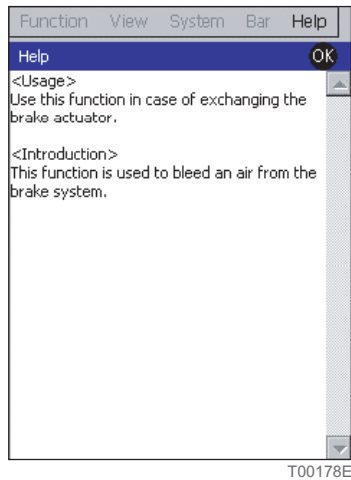 Function View System Bar Help
Help OK
<Usage>
Use this function in case of exchanging the
brake actuator.
<Introduction>
This function is used to bleed an air from the
brake system.
T00178E